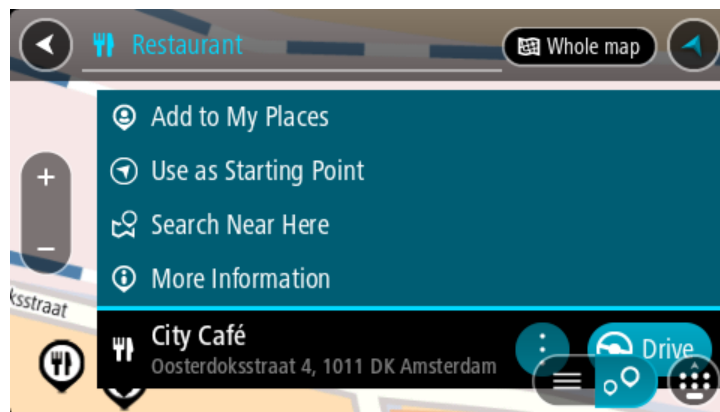 Restaurant
Whole map
Add to My Places
Use as Starting Point
Search Near Here
More Information
ksstraat
City Café
Oosterdoksstraat 4, 1011 DK Amsterdam
Drive